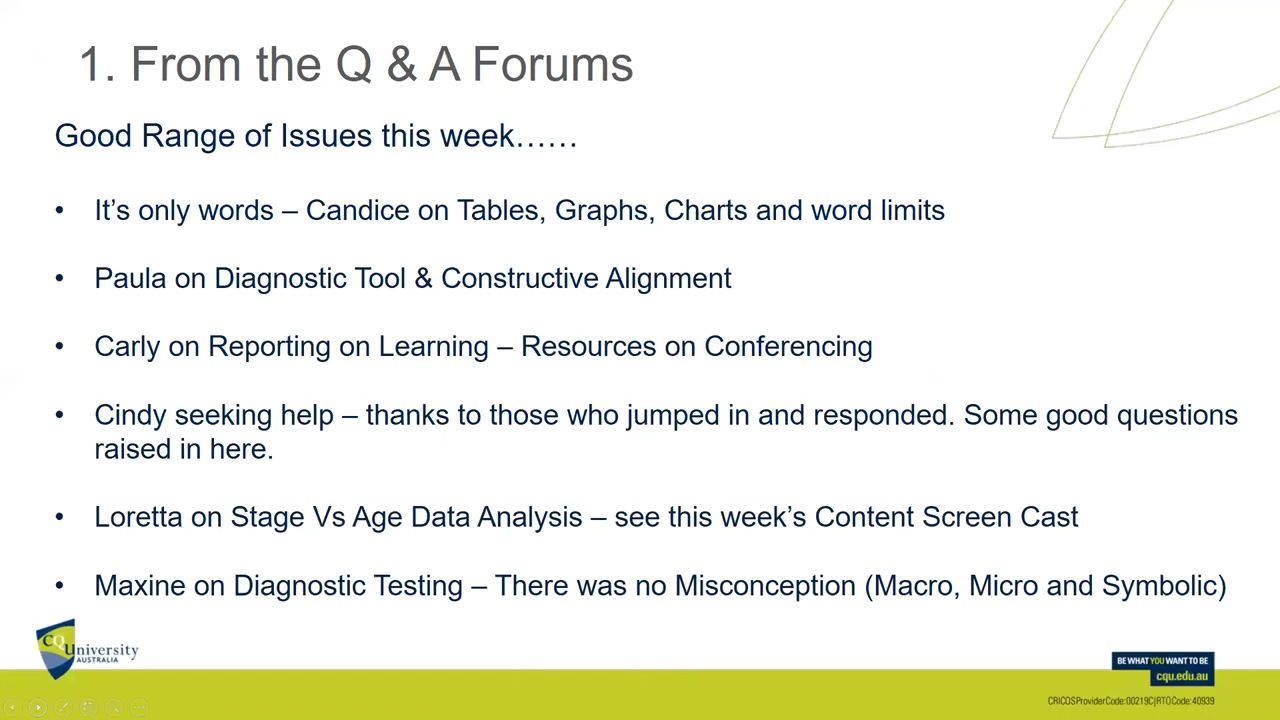 1. From the Q & A Forums
Good Range of Issues this week……
• It’s only words – Candice on Tables, Graphs, Charts and word limits
• Paula on Diagnostic Tool & Constructive Alignment
• Carly on Reporting on Learning – Resources on Conferencing
• Cindy seeking help – thanks to those who jumped in and responded. Some good questions
raised in here.
• Loretta on Stage Vs Age Data Analysis – see this week’s Content Screen Cast
• Maxine on Diagnostic Testing – There was no Misconception (Macro, Micro and Symbolic)
CQUniversity
AUSTRALIA
BE WHAT YOU WANT TO BE
cqu.edu.au
CRICOS Provider Code: 00219C | RTO Code: 40939